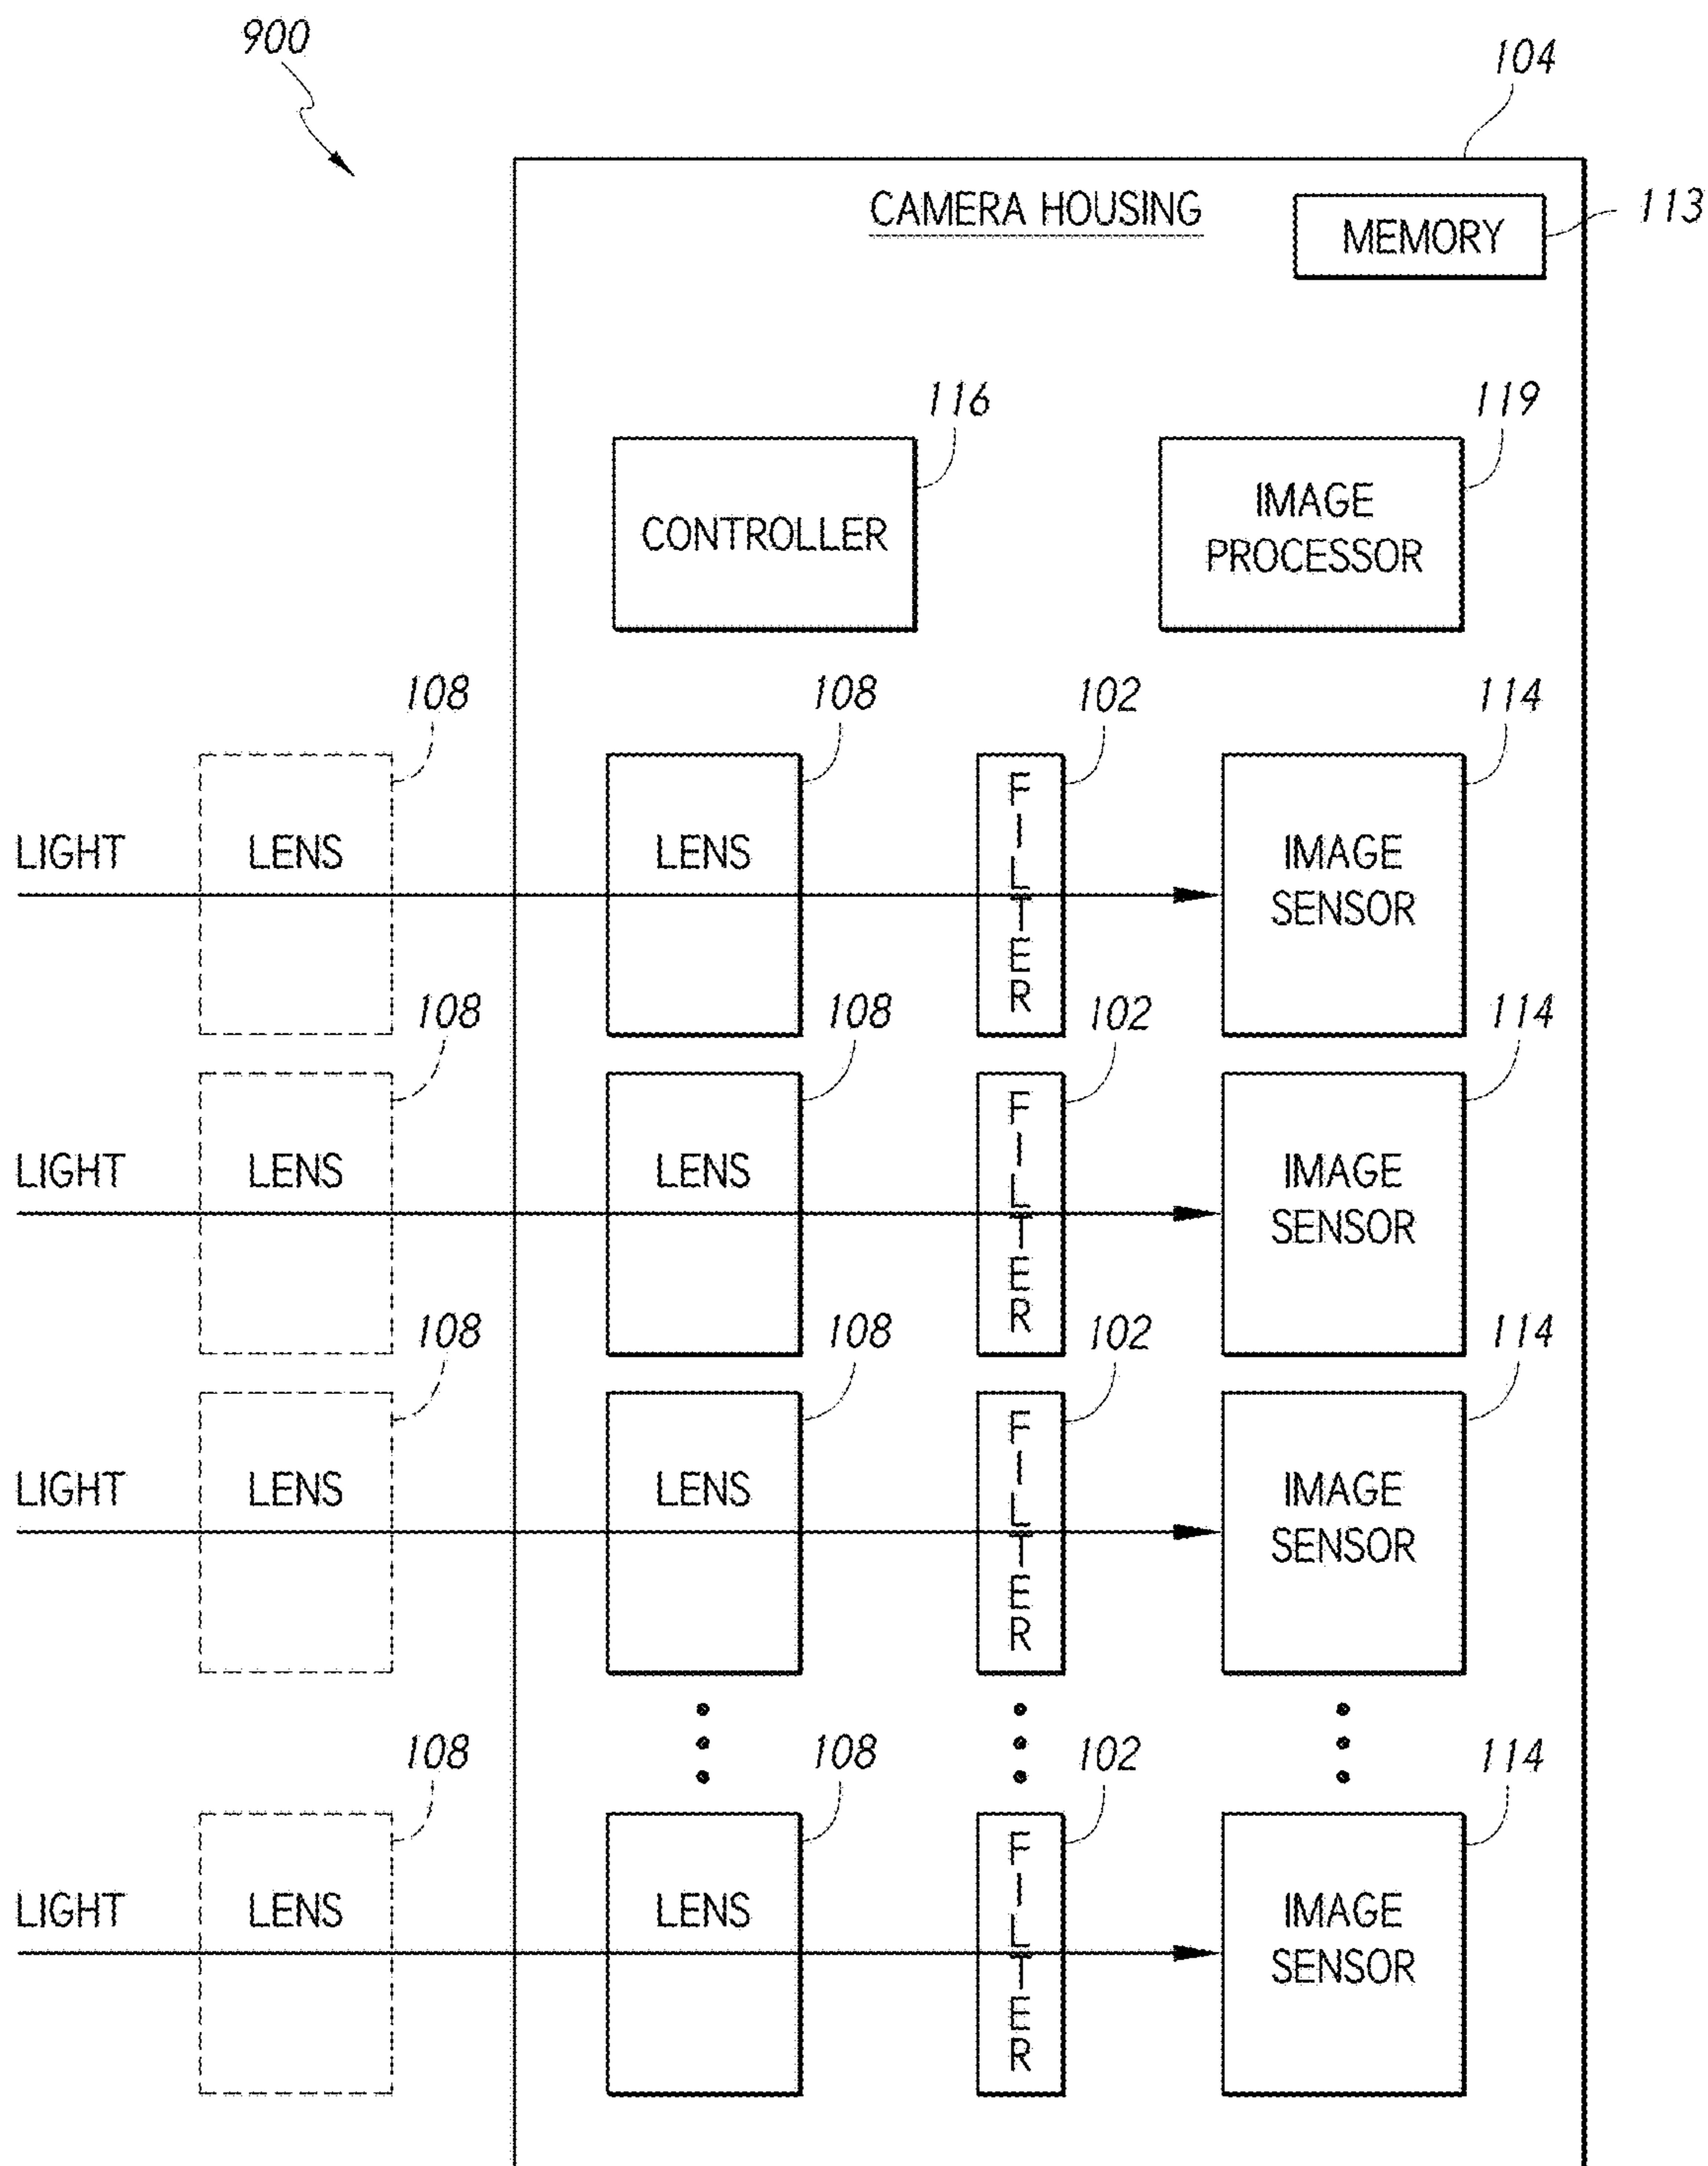 900
104
CAMERA HOUSING
MEMORY
113
116
119
CONTROLLER
IMAGE
PROCESSOR
108
108
102
114
LIGHT
LENS
LENS
FILTER
IMAGE
SENSOR
108
108
102
114
LIGHT
LENS
LENS
FILTER
IMAGE
SENSOR
108
108
102
114
LIGHT
LENS
LENS
FILTER
IMAGE
SENSOR
108
108
102
114
LIGHT
LENS
LENS
FILTER
IMAGE
SENSOR